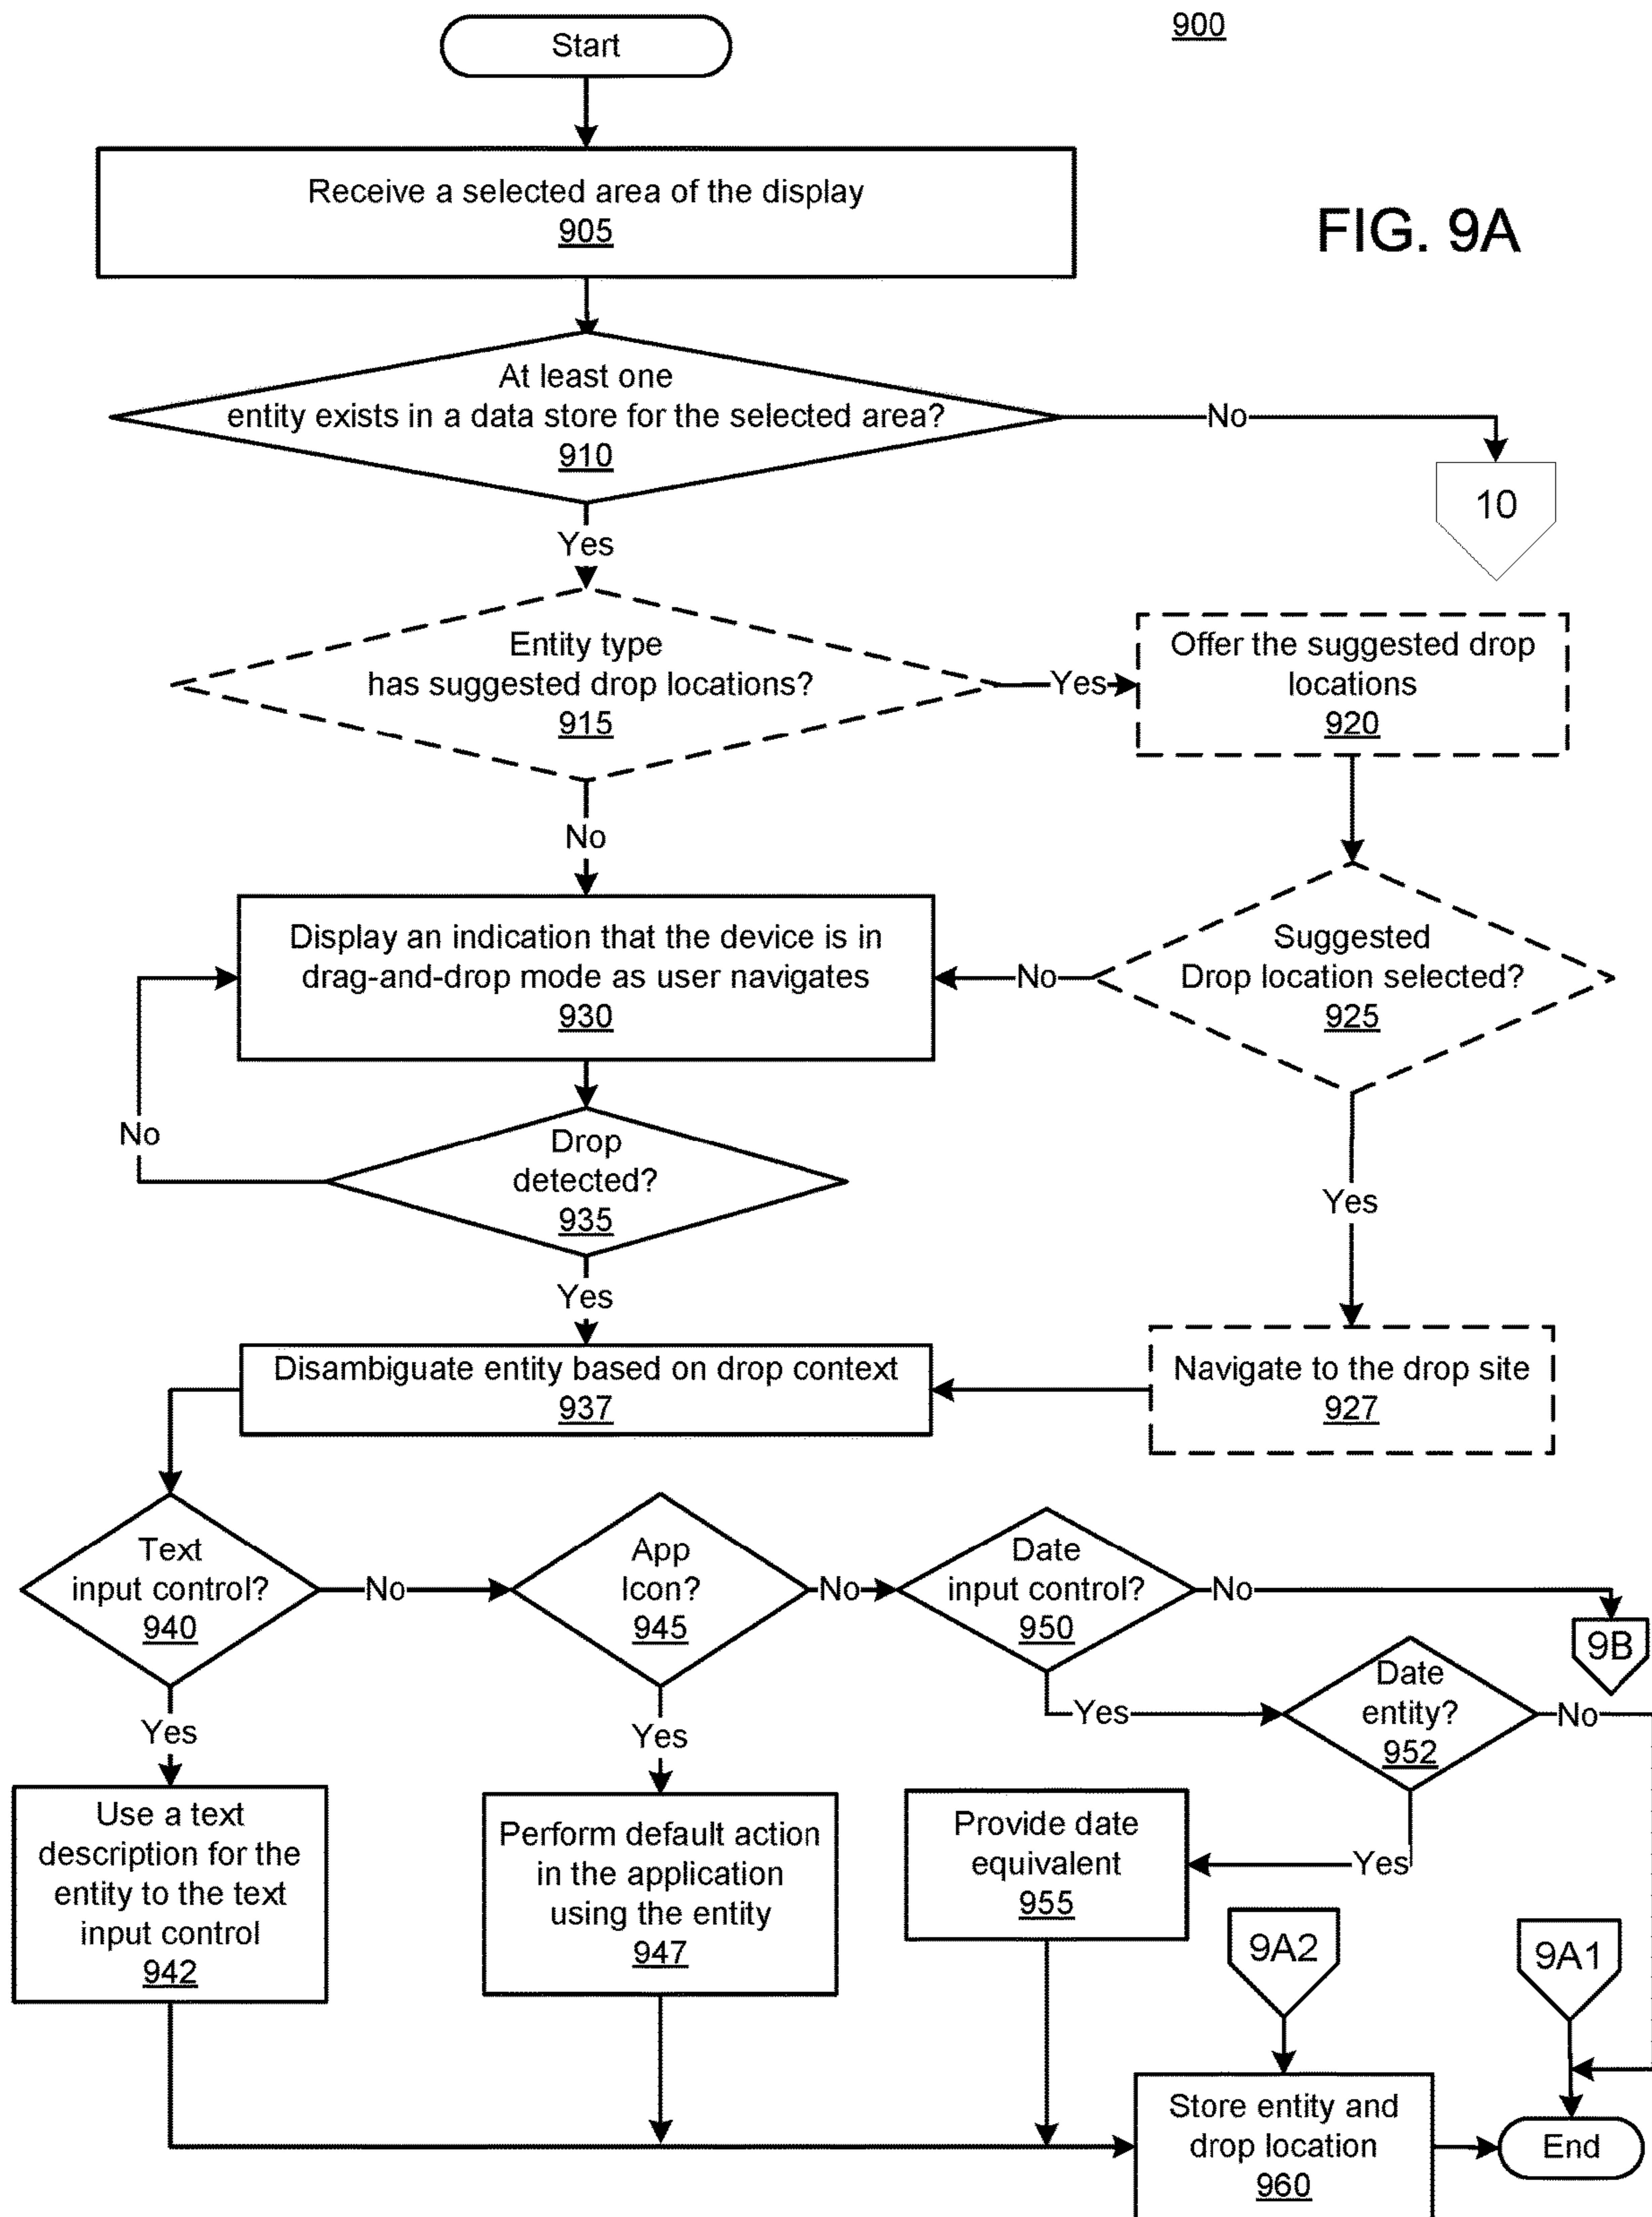 Start
900
Receive a selected area of the display
905
FIG. 9A
At least one
entity exists in a data store for the selected area?
910
No
10
Yes
Entity type
has suggested drop locations?
915
Yes
Offer the suggested drop
locations
920
No
Display an indication that the device is in
drag-and-drop mode as user navigates
930
No
Suggested
Drop location selected?
925
No
Drop
detected?
935
Yes
Yes
Disambiguate entity based on drop context
937
Navigate to the drop site
927
Text
input control?
940
No
App
Icon?
945
No
Date
input control?
950
No
9B
Yes
Yes
Yes
Date
entity?
952
No
Use a text
description for the
entity to the text
input control
942
Perform default action
in the application
using the entity
947
Provide date
equivalent
955
Yes
9A2
9A1
Store entity and
drop location
960
End